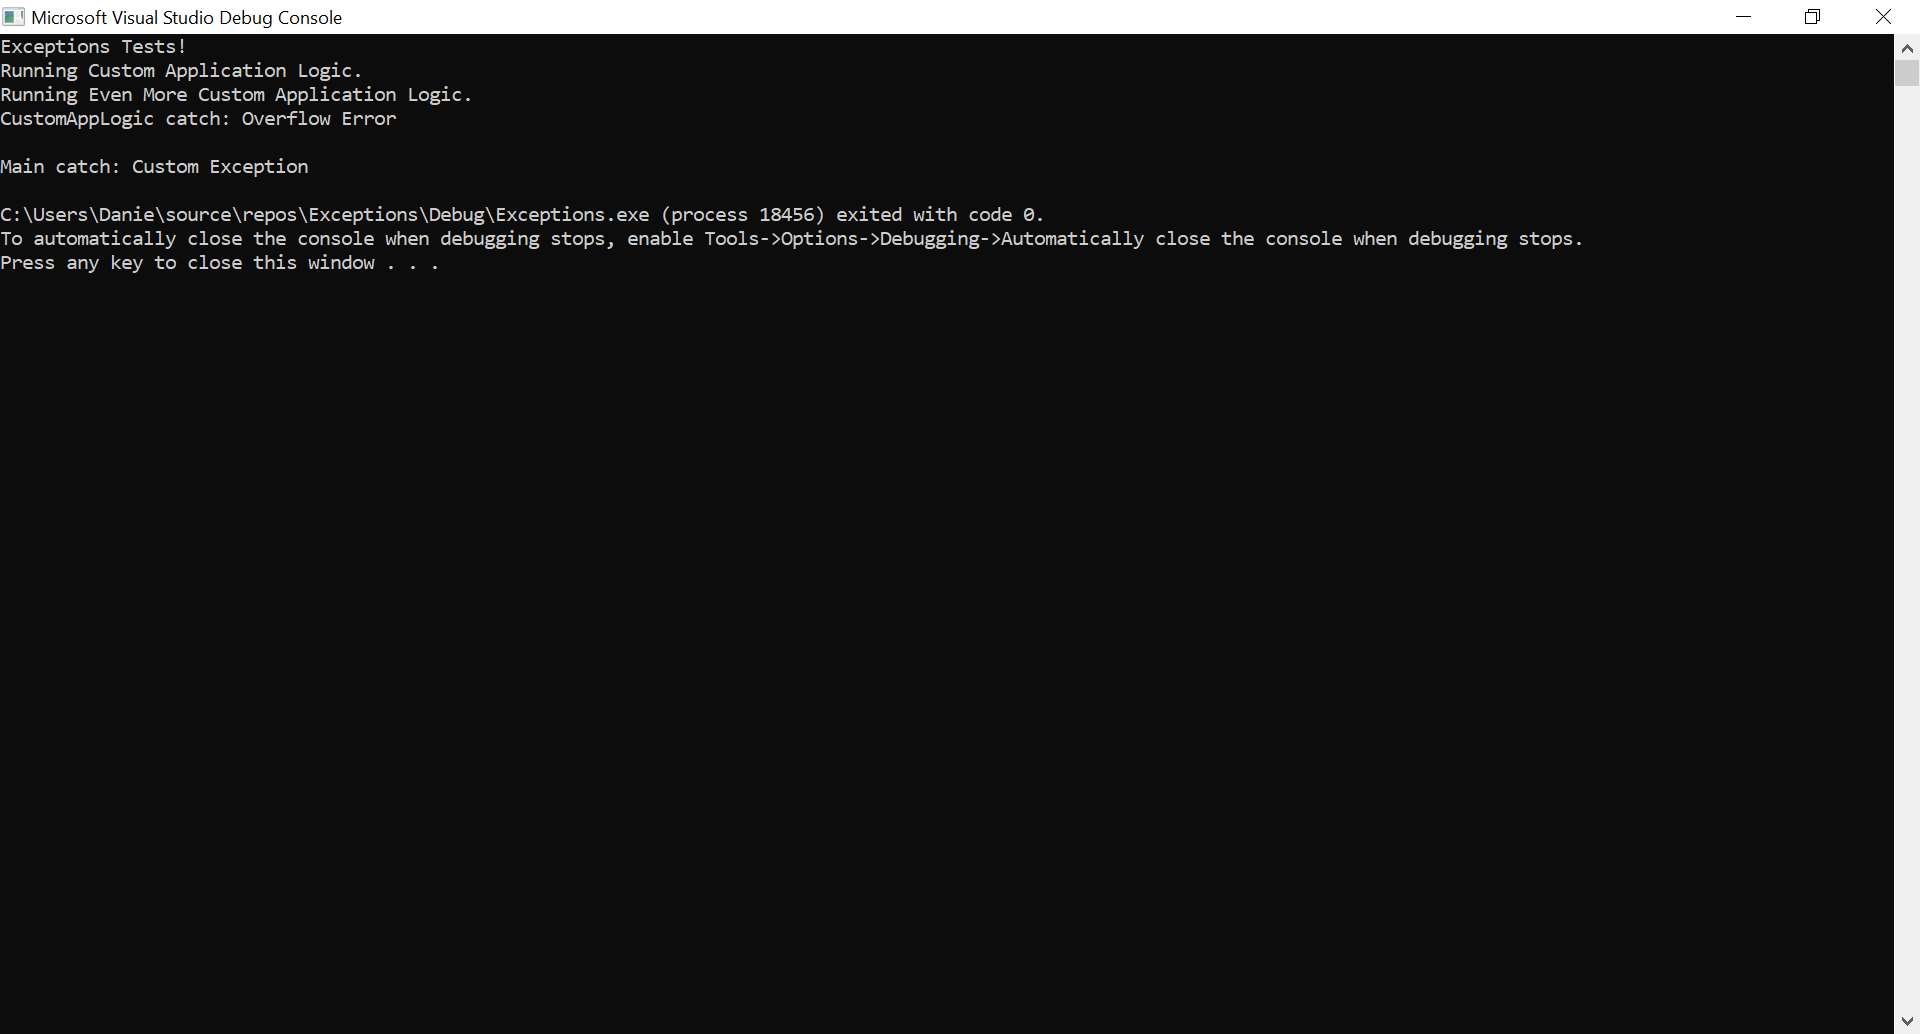 Microsoft Visual Studio Debug Console
Exceptions Tests!
Running Custom Application Logic.
Running Even More Custom Application Logic.
CustomAppLogic catch: Overflow Error
Main catch: Custom Exception
C:\Users\Danie\source\repos\Exceptions\Debug\Exceptions.exe (process 18456) exited with code 0.
To automatically close the console when debugging stops, enable Tools->Options->Debugging->Automatically close the console when debugging stops.
Press any key to close this window . . .